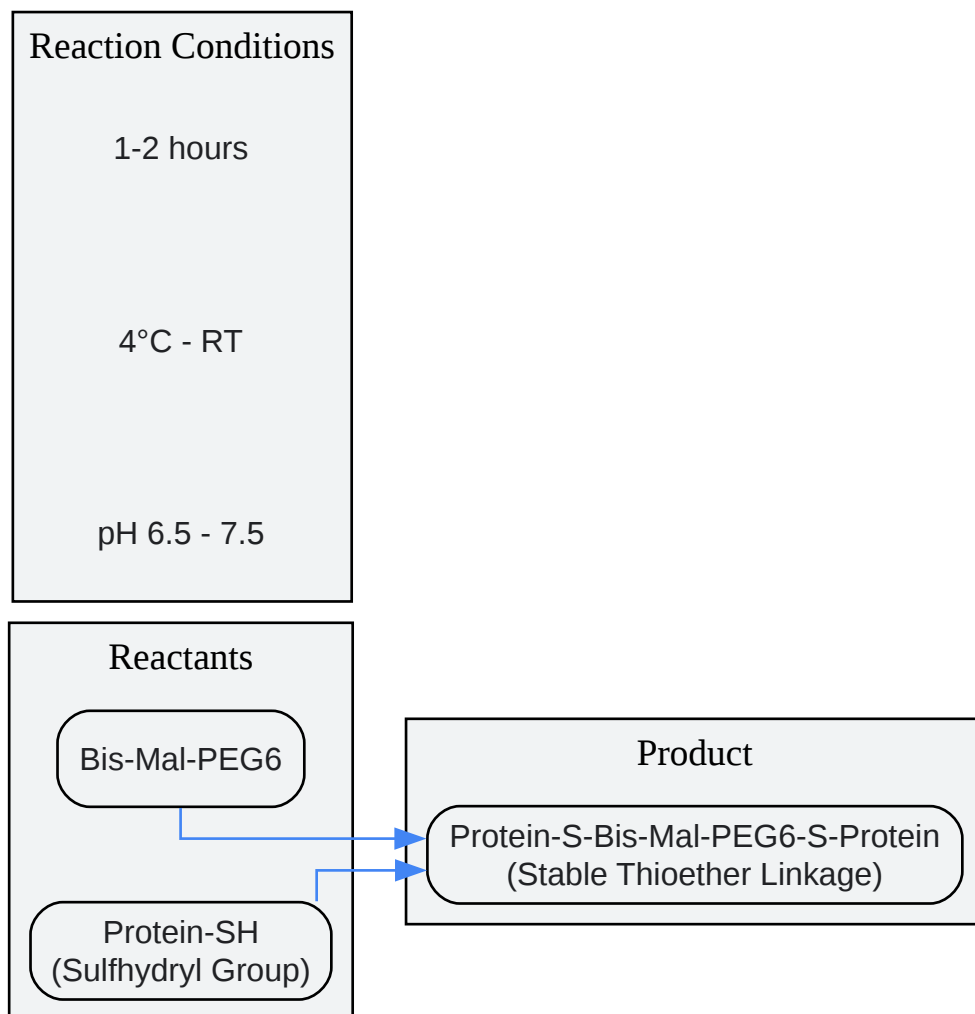 Reaction Conditions
1-2 hours
4°C - RT
pH 6.5 - 7.5
Reactants
Bis-Mal-PEG6
Protein-SH
(Sulfhydryl Group)
Product
Protein-S-Bis-Mal-PEG6-S-Protein
(Stable Thioether Linkage)